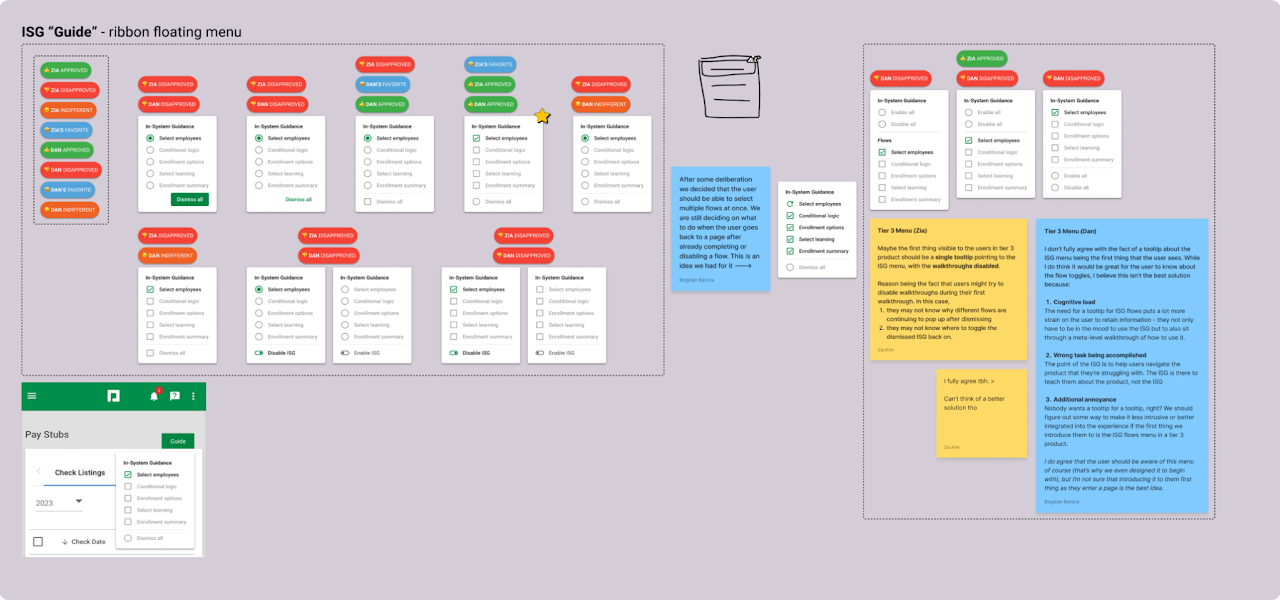 ISG “Guide” - ribbon floating menu
ZIA APPROVED
ZIA DISAPPROVED
ZIA INDIFFERENT
ZIA'S FAVORITE
DAN APPROVED
DAN DISAPPROVED
DAN'S FAVORITE
DAN INDIFFERENT
ZIA DISAPPROVED
DAN DISAPPROVED
In-System Guidance
Select employees
Conditional logic
Enrollment options
Select learning
Enrollment summary
Dismiss all
ZIA DISAPPROVED
DAN DISAPPROVED
In-System Guidance
Select employees
Conditional logic
Enrollment options
Select learning
Enrollment summary
Dismiss all
ZIA DISAPPROVED
DAN'S FAVORITE
DAN APPROVED
In-System Guidance
Select employees
Conditional logic
Enrollment options
Select learning
Enrollment summary
Dismiss all
ZIA'S FAVORITE
ZIA APPROVED
DAN APPROVED
In-System Guidance
Select employees
Conditional logic
Enrollment options
Select learning
Enrollment summary
Dismiss all
ZIA DISAPPROVED
DAN INDIFFERENT
In-System Guidance
Select employees
Conditional logic
Enrollment options
Select learning
Enrollment summary
Dismiss all
ZIA DISAPPROVED
DAN INDIFFERENT
In-System Guidance
Select employees
Conditional logic
Enrollment options
Select learning
Enrollment summary
Dismiss all
ZIA DISAPPROVED
DAN DISAPPROVED
In-System Guidance
Select employees
Conditional logic
Enrollment options
Select learning
Enrollment summary
Disable ISG
In-System Guidance
Select employees
Conditional logic
Enrollment options
Select learning
Enrollment summary
Enable ISG
ZIA DISAPPROVED
DAN DISAPPROVED
In-System Guidance
Select employees
Conditional logic
Enrollment options
Select learning
Enrollment summary
Disable ISG
In-System Guidance
Select employees
Conditional logic
Enrollment options
Select learning
Enrollment summary
Enable ISG
Pay Stubs
Guide
Check Listings
2023
Check Date
In-System Guidance
Select employees
Conditional logic
Enrollment options
Select learning
Enrollment summary
Dismiss all
After some deliberation
we decided that the user
should be able to select
multiple flows at once. We
are still deciding on what
to do when the user goes
back to a page after
already completing or
disabling a flow. This is an
idea we had for it ⟶
Bogdan Banica
In-System Guidance
Select employees
Conditional logic
Enrollment options
Select learning
Enrollment summary
Dismiss all
DAN DISAPPROVED
In-System Guidance
Enable all
Disable all
Flows
Select employees
Conditional logic
Enrollment options
Select learning
Enrollment summary
ZIA APPROVED
DAN DISAPPROVED
In-System Guidance
Enable all
Disable all
Select employees
Conditional logic
Enrollment options
Select learning
Enrollment summary
DAN DISAPPROVED
In-System Guidance
Select employees
Conditional logic
Enrollment options
Select learning
Enrollment summary
Enable all
Disable all
Tier 3 Menu (Zia)
Maybe the first thing visible to the users in tier 3
product should be a single tooltip pointing to the
ISG menu, with the walkthroughs disabled.
Reason being the fact that users might try to
disable walkthroughs during their first
walkthrough. in this case,
1. they may not know why different flows are
continuing to pop up after dismissing
2. they may not know where to toggle the
dismissed ISG back on.
Zia Kim
I fully agree tbh. >
Can't think of a better
solution tho
Zia Kim
Tier 3 Menu (Dan)
I don't fully agree with the fact of a tooltip about the
ISG menu being the first thing that the user sees. While
I do think it would be great for the user to know about
the flow toggles, I believe this isn't the best solution
because:
1. Cognitive load
The need for a tooltip for ISG flows puts a lot more
strain on the user to retain information - they not only
have to be in the mood to use the ISG but to also sit
through a meta-level walkthrough of how to use it.
2. Wrong task being accomplished
The point of the ISG is to help users navigate the
product that they're struggling with. The ISG is there to
teach them about the product, not the ISG
3. Additional annoyance
Nobody wants a tooltip for a tooltip, right? We should
figure out some way to make it less intrusive or better
integrated into the experience if the first thing we
introduce them to is the ISG flows menu in a tier 3
product.
I do agree that the user should be aware of this menu
of course (that's why we even designed it to begin
with), but I'm not sure that introducing it to them first
thing as they enter a page is the best idea.
Bogdan Banica